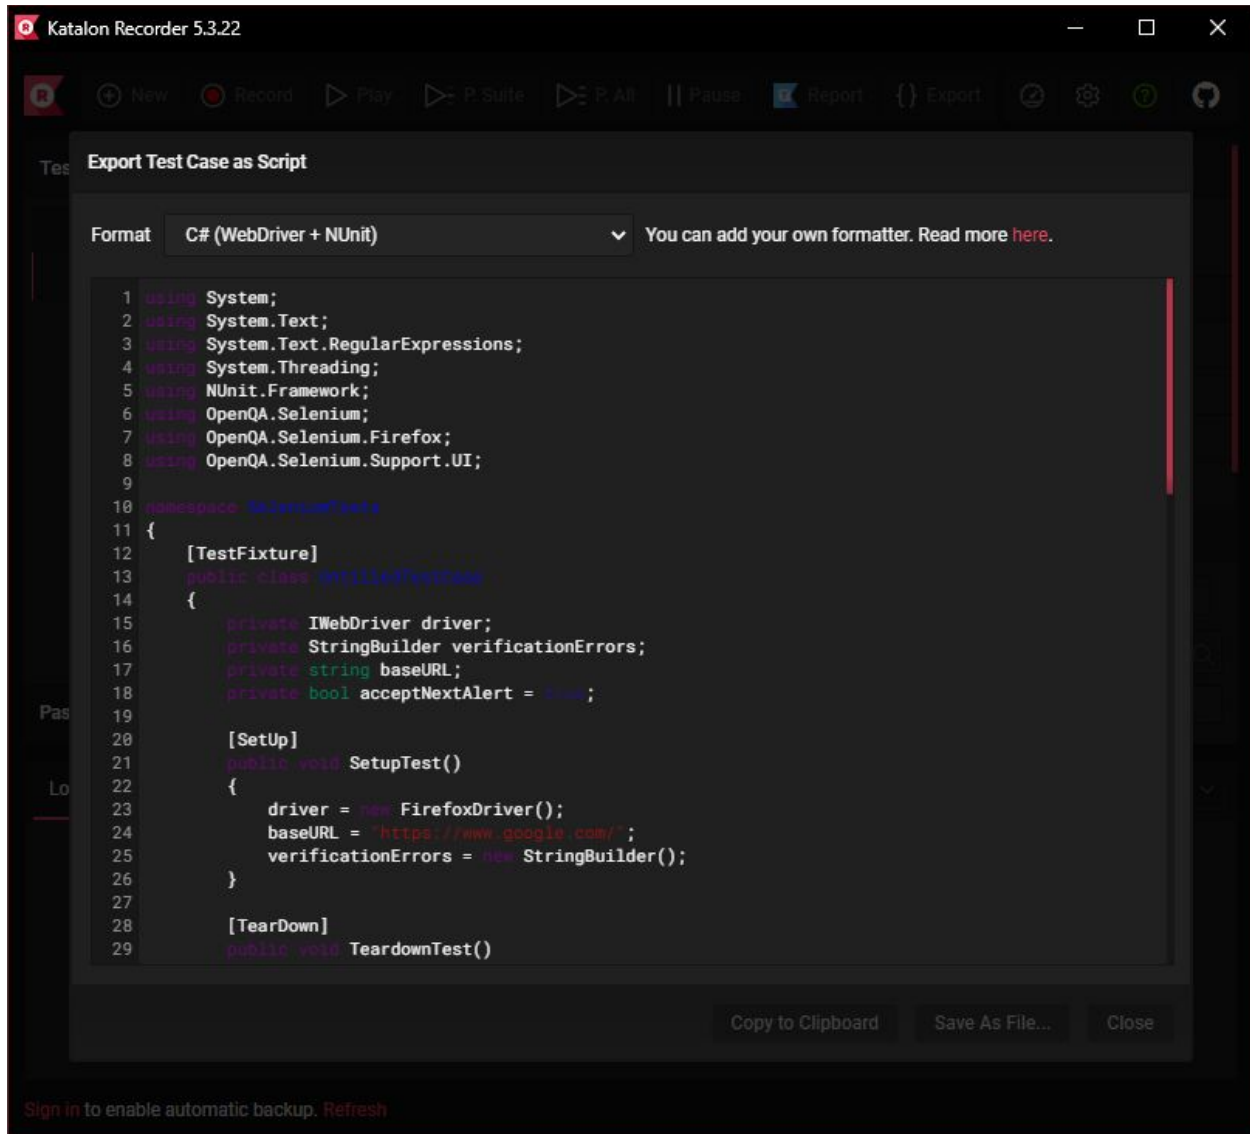 Katalon Recorder 5.3.22
New Record Play P. Suite P. All Pause Report Export
Tes
Export Test Case as Script
Format C# (WebDriver + NUnit) You can add your own formatter. Read more here.
1 using System;
2 using System.Text;
3 using System.Text.RegularExpressions;
4 using System.Threading;
5 using NUnit.Framework;
6 using OpenQA.Selenium;
7 using OpenQA.Selenium.Firefox;
8 using OpenQA.Selenium.Support.UI;
9
10 namespace SeleniumTests
11 {
12 [TestFixture]
13 public class UntitledTestCase
14 {
15 private IWebDriver driver;
16 private StringBuilder verificationErrors;
17 private string baseURL;
18 private bool acceptNextAlert = true;
19
20 [SetUp]
21 public void SetupTest()
22 {
23 driver = new FirefoxDriver();
24 baseURL = "https://www.google.com/";
25 verificationErrors = new StringBuilder();
26 }
27
28 [TearDown]
29 public void TeardownTest()
Pas
Lo
Copy to Clipboard Save As File... Close
Sign in to enable automatic backup. Refresh